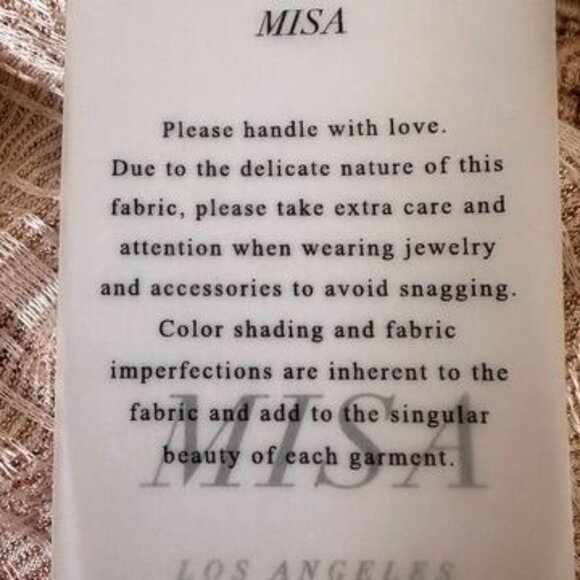 MISA
Please handle with love.
Due to the delicate nature of this
fabric, please take extra care and
attention when wearing jewelry
and accessories to avoid snagging.
Color shading and fabric
imperfections are inherent to the
fabric and add to the singular
beauty of each garment.
MISA
LOS ANGELES